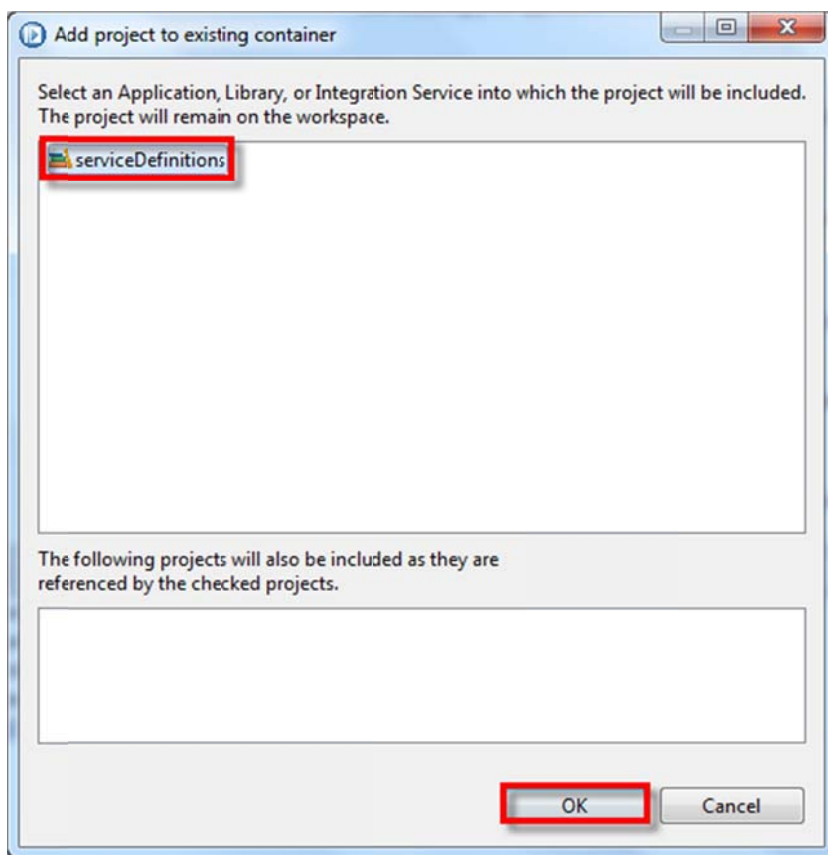 Add project to existing container
Select an Application, Library, or Integration Service into which the project will be included.
The project will remain on the workspace.
serviceDefinitions
The following projects will also be included as they are
referenced by the checked projects.
OK
Cancel